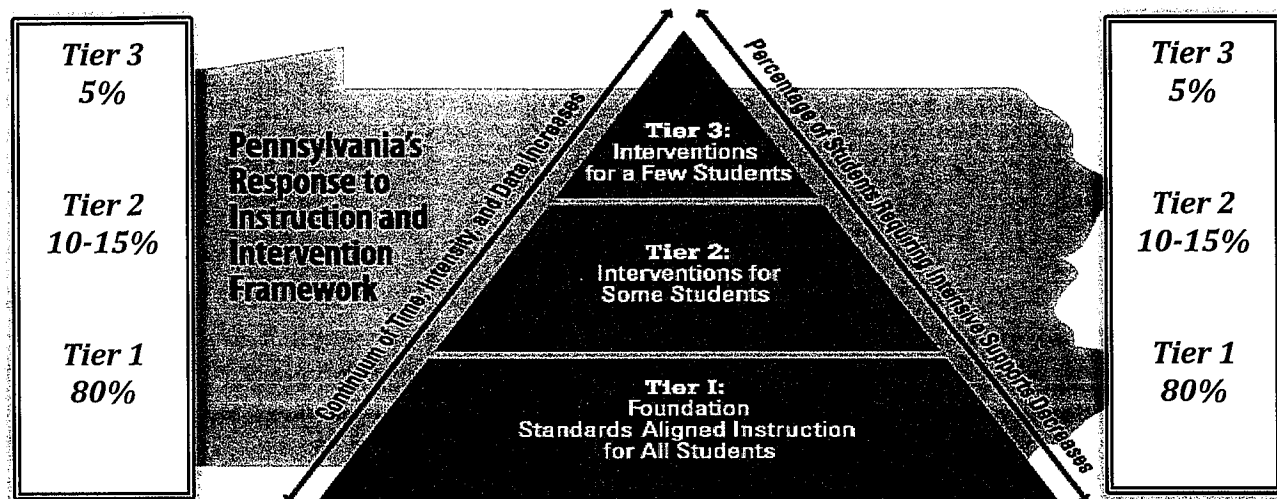 Tier 3
5%
Tier 2
10-15%
Tier 1
80%
Pennsylvania's
Response to
Instruction and
Intervention
Framework
Continuum of Time, Intensity and Data Increases
Tier 3:
Interventions
for a Few Students
Tier 2:
Interventions for
Some Students
Tier I:
Foundation
Standards Aligned Instruction
for All Students
Percentage of Students Requiring Intensive Supports Decreases
Tier 3
5%
Tier 2
10-15%
Tier 1
80%